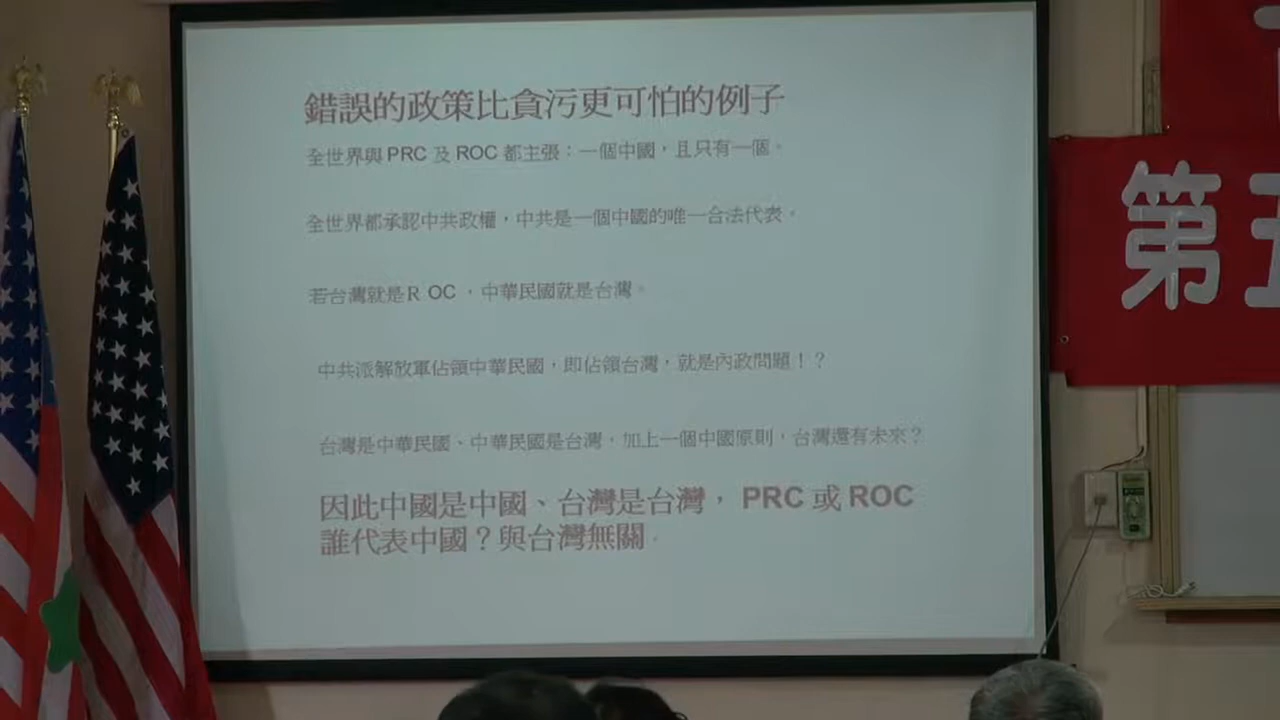 錯誤的政策比貪污更可怕的例子
全世界與 PRC 及 ROC 都主張：一個中國，且只有一個。
全世界都承認中共政權，中共是一個中國的唯一合法代表。
若台灣就是R OC ，中華民國就是台灣。
中共派解放軍佔領中華民國，即佔領台灣，就是內政問題！？
台灣是中華民國、中華民國是台灣，加上一個中國原則，台灣還有未來？
因此中國是中國、台灣是台灣， PRC 或 ROC
誰代表中國？與台灣無關。
第五